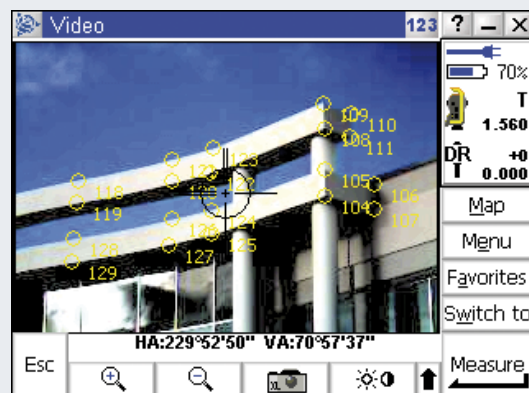 Video 123 ? – X
70%
T
1.560
DR +0
T 0.000
Map
Menu
Favorites
Switch to
Measure
109
110
108
111
123
122
118
119
105
106
104
107
124
126
125
128
127
129
HA:229°52'50" VA:70°57'37"
Esc
XL